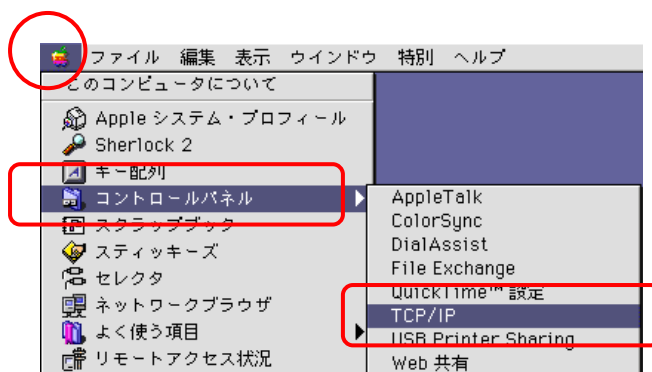 ファイル 編集 表示 ウインドウ 特別 ヘルプ
このコンピュータについて
Apple システム・プロフィール
Sherlock 2
キー配列
コントロールパネル
スクラップブック
スティッキーズ
セレクタ
ネットワークブラウザ
よく使う項目
リモートアクセス状況
AppleTalk
ColorSync
DialAssist
File Exchange
QuickTime™ 設定
TCP/IP
USB Printer Sharing
Web 共有